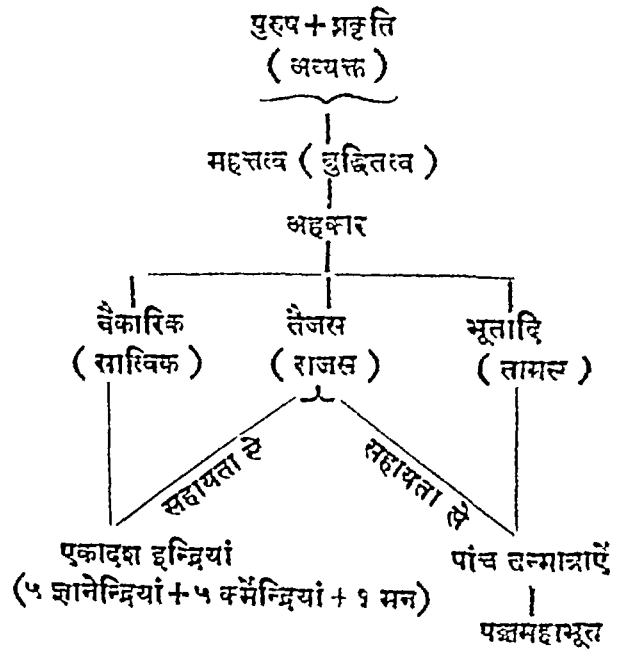 पुरुष + प्रकृति
( अव्यक्त )
महत्तत्व ( बुद्धितत्व )
अहकार
वैकारिक तैजस भूतादि
( सात्विक ) ( राजस ) ( तामस )
सहायता से सहायता से
एकादश इन्द्रियां पांच तन्मात्राऐं
(५ ज्ञानेन्द्रियां + ५ कर्मेन्द्रियां + १ मन)
पञ्चमहाभूत